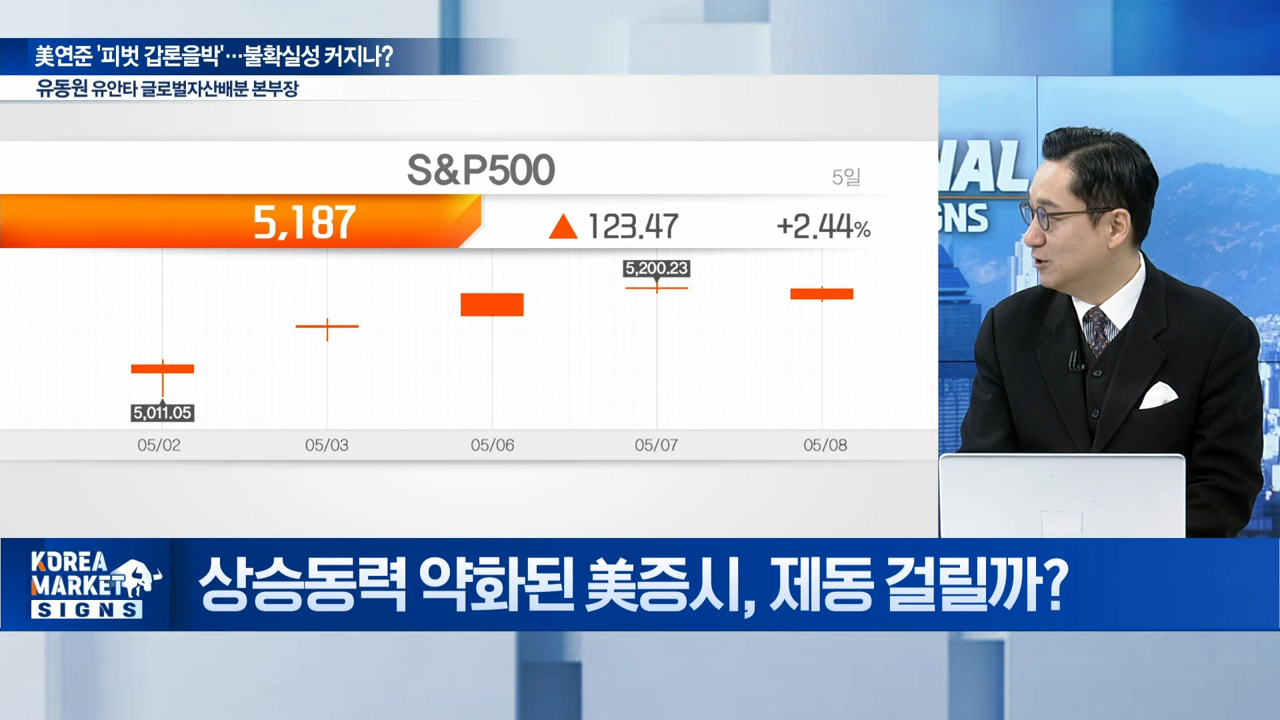 美연준 '피벗 갑론을박'…불확실성 커지나?
유동원 유안타 글로벌자산배분 본부장
S&P500
5일
5,187 ▲ 123.47 +2.44%
5,200.23
5,011.05
05/02 05/03 05/06 05/07 05/08
NAL
GNS
KOREA
MARKET
SIGNS
상승동력 약화된 美증시, 제동 걸릴까?